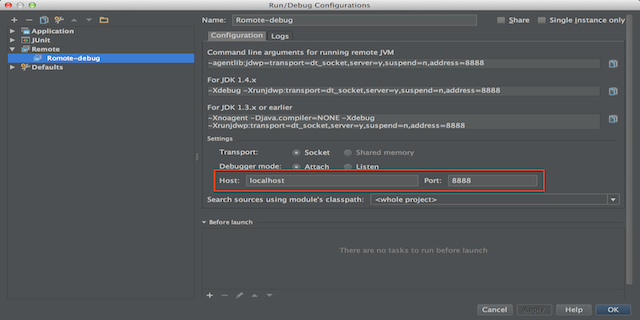 Run/Debug Configurations
Name: Romote-debug
Share
Single instance only
Application
JUnit
Remote
Romote-debug
Defaults
Configuration
Logs
Command line arguments for running remote JVM
-agentlib:jdwp=transport=dt_socket,server=y,suspend=n,address=8888
For JDK 1.4.x
-Xdebug -Xrunjdwp:transport=dt_socket,server=y,suspend=n,address=8888
For JDK 1.3.x or earlier
-Xnoagent -Djava.compiler=NONE -Xdebug
-Xrunjdwp:transport=dt_socket,server=y,suspend=n,address=8888
Settings
Transport: Socket Shared memory
Debugger mode: Attach Listen
Host: localhost Port: 8888
Search sources using module's classpath: <whole project>
Before launch
There are no tasks to run before launch
Cancel Apply Help OK